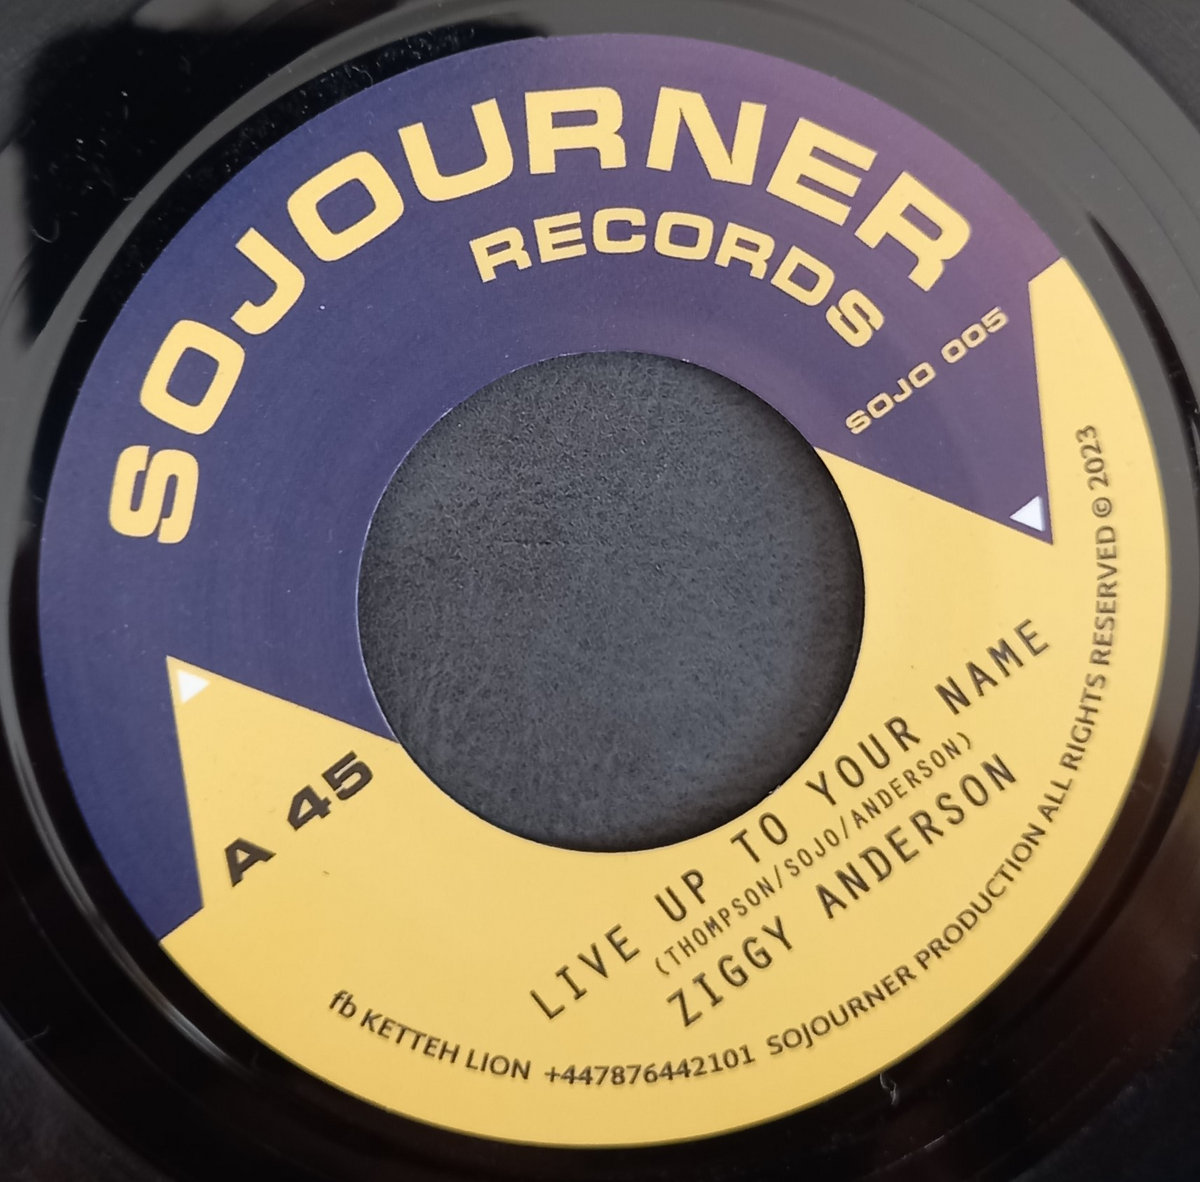 SOJOURNER
RECORDS
SOJO 005
A 45
LIVE UP TO YOUR NAME
(THOMPSON/SOJO/ANDERSON)
ZIGGY ANDERSON
fb KETTEH LION +447876442101 SOJOURNER PRODUCTION ALL RIGHTS RESERVED © 2023